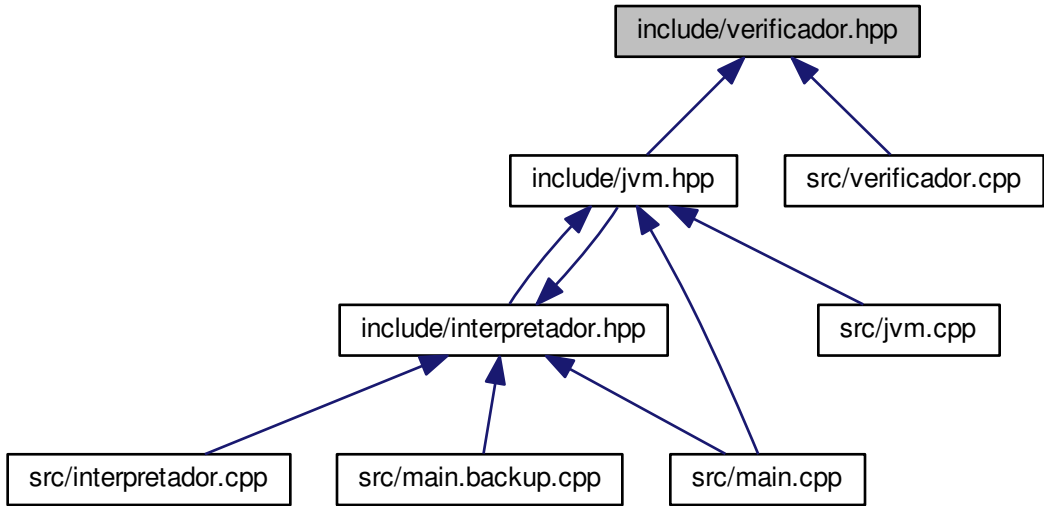 include/verificador.hpp
include/jvm.hpp
src/verificador.cpp
include/interpretador.hpp
src/jvm.cpp
src/interpretador.cpp
src/main.backup.cpp
src/main.cpp